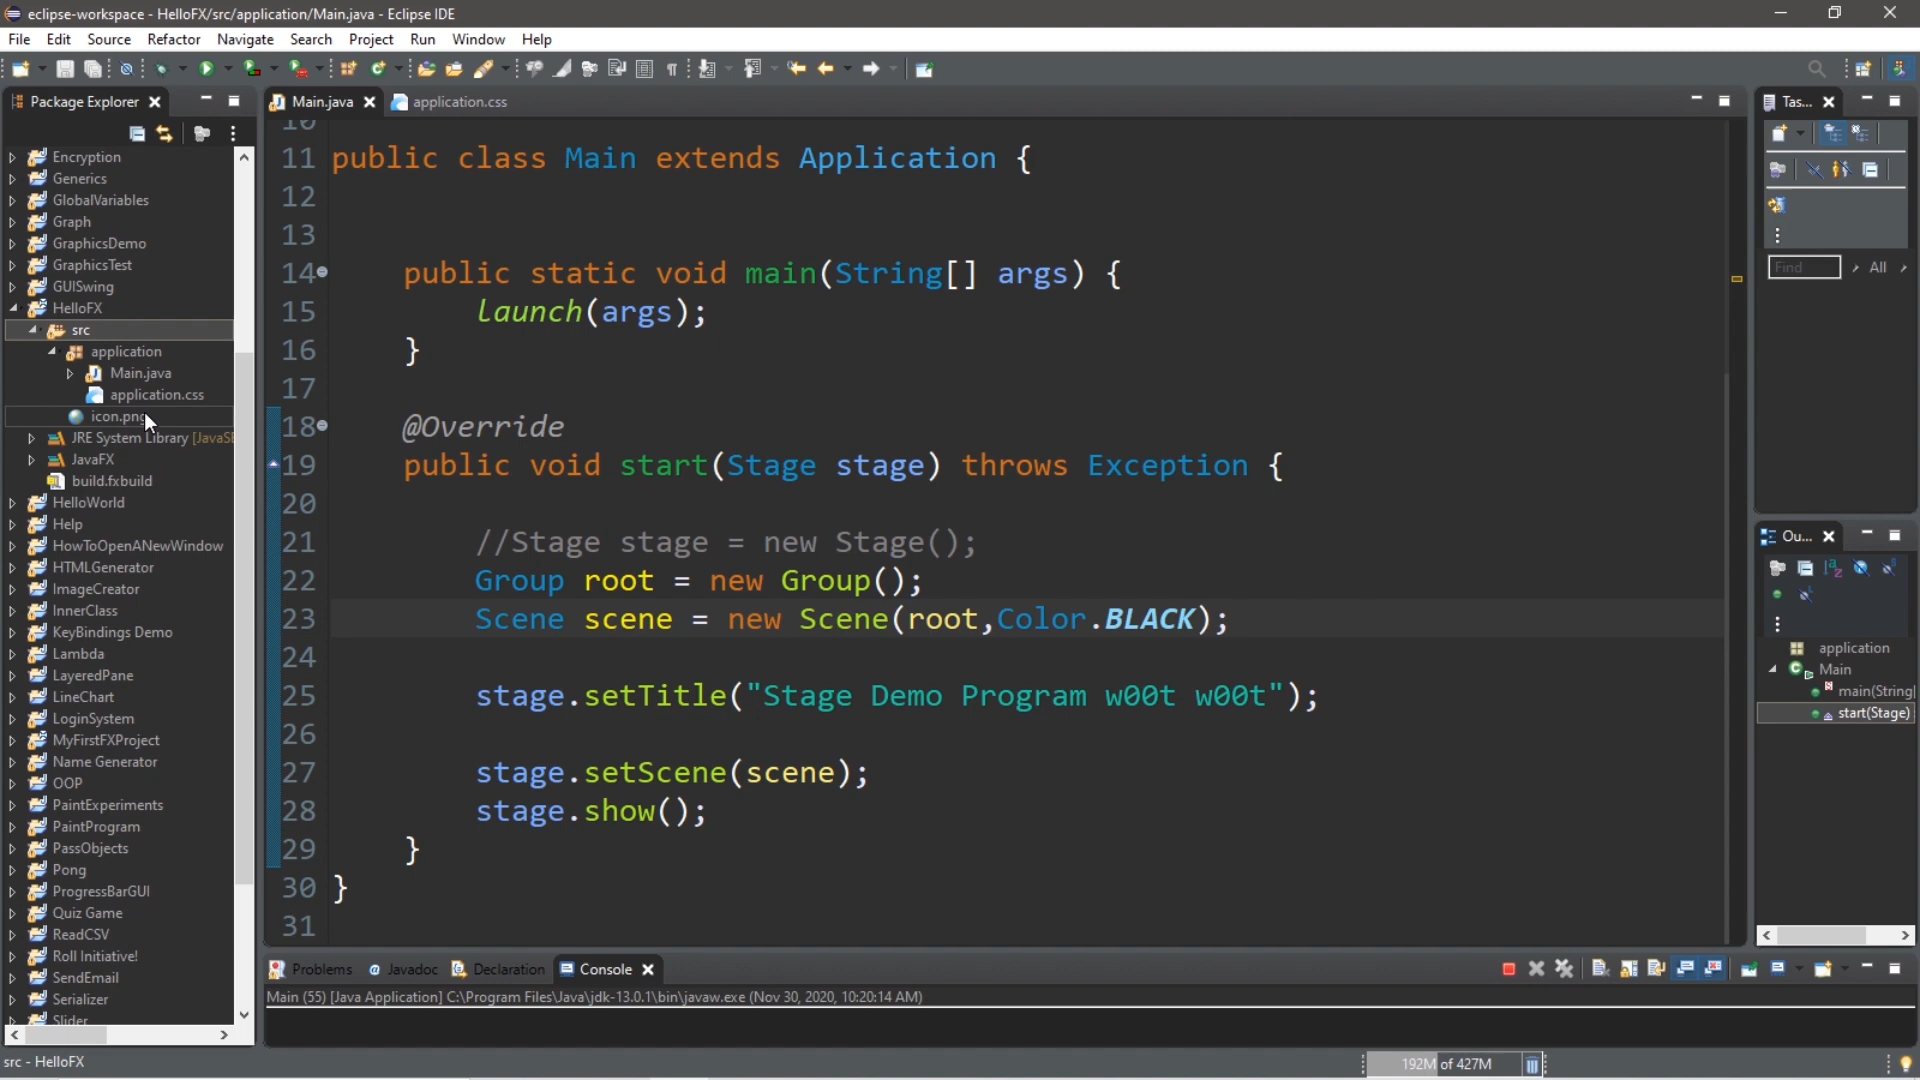 eclipse-workspace - HelloFX/src/application/Main.java - Eclipse IDE
File Edit Source Refactor Navigate Search Project Run Window Help
Package Explorer
Encryption
Generics
GlobalVariables
Graph
GraphicsDemo
GraphicsTest
GUISwing
HelloFX
src
application
Main.java
application.css
icon.png
JRE System Library [JavaSE
JavaFX
build.fxbuild
HelloWorld
Help
HowToOpenANewWindow
HTMLGenerator
ImageCreator
InnerClass
KeyBindings Demo
Lambda
LayeredPane
LineChart
LoginSystem
MyFirstFXProject
Name Generator
OOP
PaintExperiments
PaintProgram
PassObjects
Pong
ProgressBarGUI
Quiz Game
ReadCSV
Roll Initiative!
SendEmail
Serializer
Slider
Main.java application.css
10
11 public class Main extends Application {
12
13
14 public static void main(String[] args) {
15 launch(args);
16 }
17
18 @Override
19 public void start(Stage stage) throws Exception {
20
21 //Stage stage = new Stage();
22 Group root = new Group();
23 Scene scene = new Scene(root,Color.BLACK);
24
25 stage.setTitle("Stage Demo Program w00t w00t");
26
27 stage.setScene(scene);
28 stage.show();
29 }
30 }
31
Tas...
Find All
Ou...
application
Main
main(String[
start(Stage)
Problems Javadoc Declaration Console
Main (55) [Java Application] C:\Program Files\Java\jdk-13.0.1\bin\javaw.exe (Nov 30, 2020, 10:20:14 AM)
src - HelloFX
192M of 427M